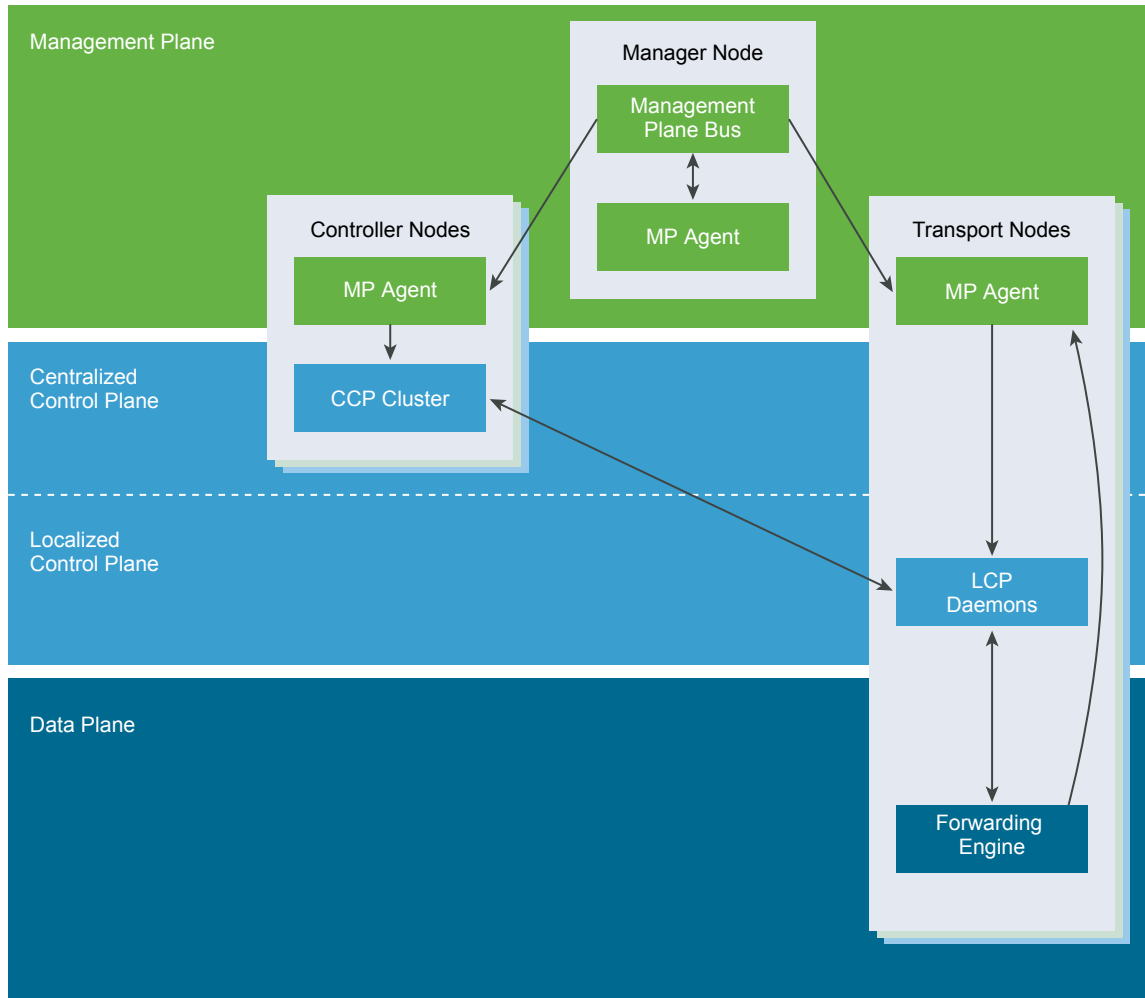 Management Plane
Manager Node
Management
Plane Bus
MP Agent
Controller Nodes
MP Agent
CCP Cluster
Transport Nodes
MP Agent
Centralized
Control Plane
Localized
Control Plane
LCP
Daemons
Data Plane
Forwarding
Engine